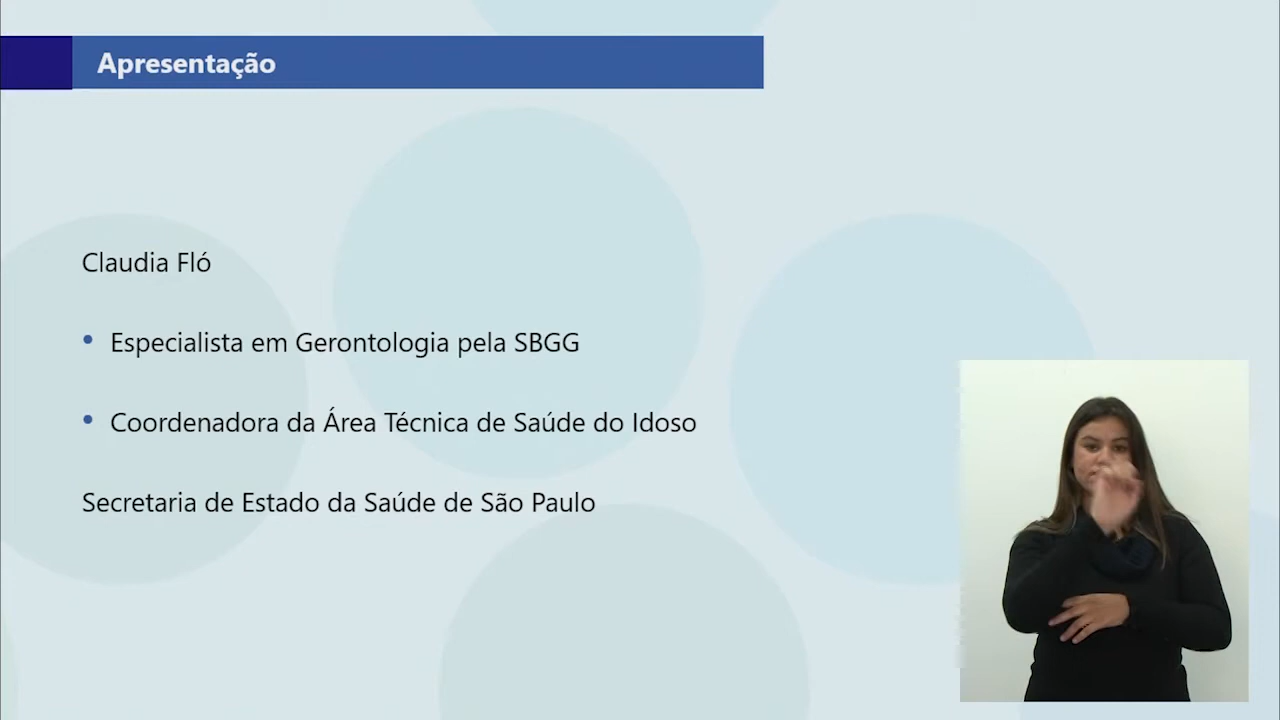 Apresentação
Claudia Fló
• Especialista em Gerontologia pela SBGG
• Coordenadora da Área Técnica de Saúde do Idoso
Secretaria de Estado da Saúde de São Paulo